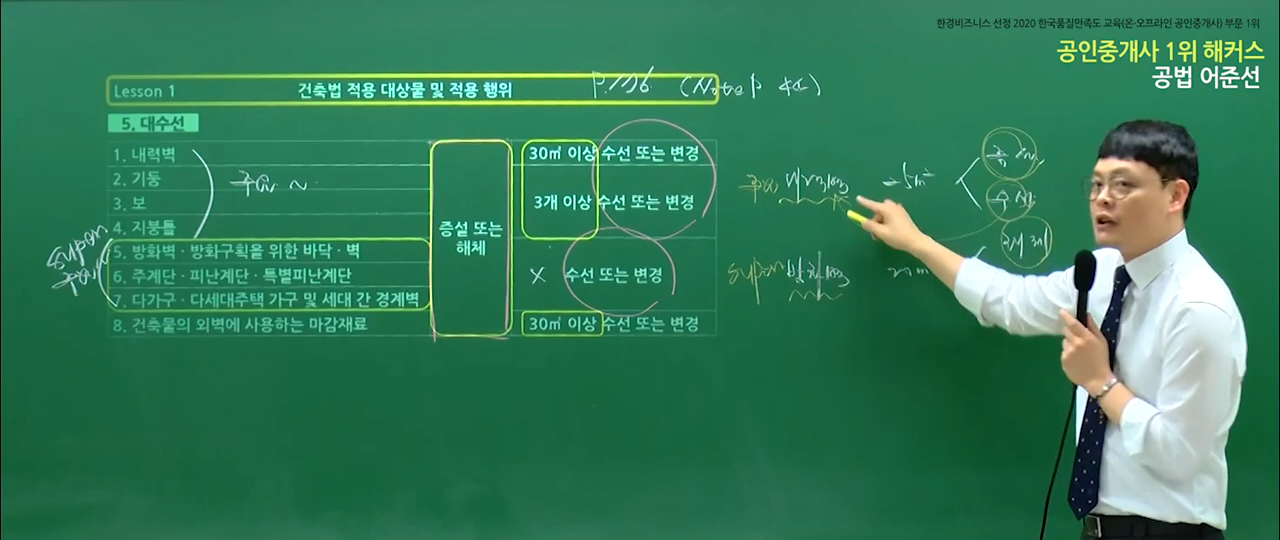 한경비즈니스 선정 2020 한국품질만족도 교육(온·오프라인 공인중개사) 부문 1위
공인중개사 1위 해커스
공법 어준선
Lesson 1 건축법 적용 대상물 및 적용 행위
5. 대수선
1. 내력벽
2. 기둥
3. 보
4. 지붕틀
5. 방화벽·방화구획을 위한 바닥·벽
6. 주계단·피난계단·특별피난계단
7. 다가구·다세대주택 가구 및 세대 간 경계벽
8. 건축물의 외벽에 사용하는 마감재료
증설 또는
해체
30㎡ 이상 수선 또는 변경
3개 이상 수선 또는 변경
X 수선 또는 변경
30㎡ 이상 수선 또는 변경
내력벽
5m²